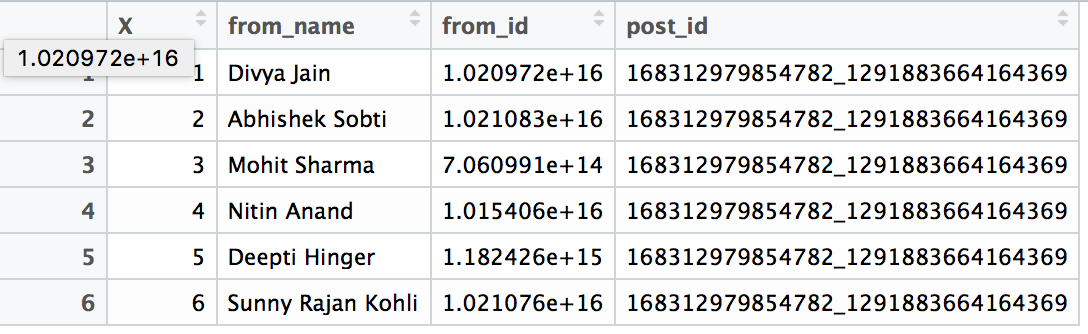 X from_name from_id post_id
1.020972e+16
1 1 Divya Jain 1.020972e+16 168312979854782_1291883664164369
2 2 Abhishek Sobti 1.021083e+16 168312979854782_1291883664164369
3 3 Mohit Sharma 7.060991e+14 168312979854782_1291883664164369
4 4 Nitin Anand 1.015406e+16 168312979854782_1291883664164369
5 5 Deepti Hinger 1.182426e+15 168312979854782_1291883664164369
6 6 Sunny Rajan Kohli 1.021076e+16 168312979854782_1291883664164369